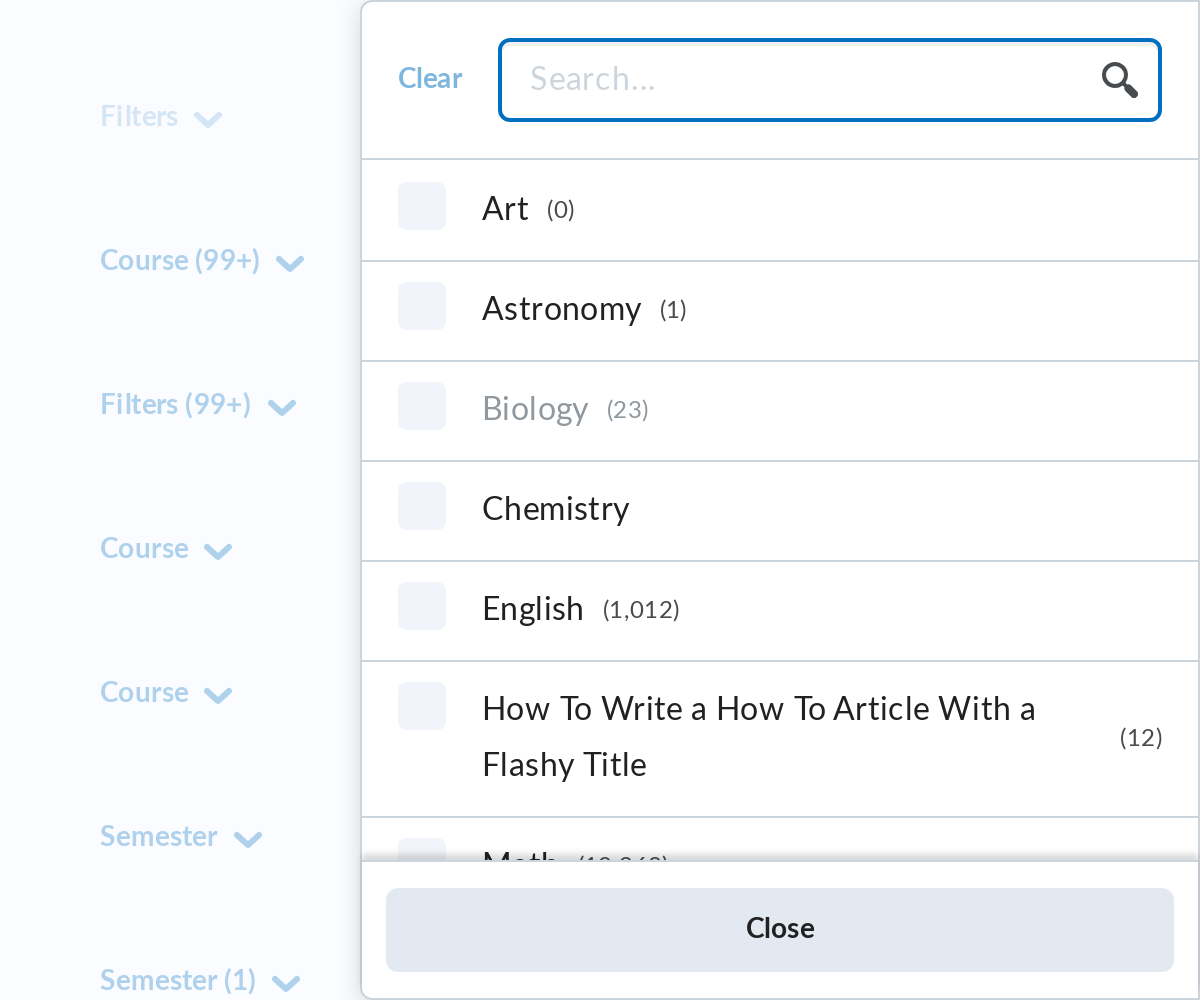 Filters
Course (99+)
Filters (99+)
Course
Course
Semester
Semester (1)
Clear
Search...
Art (0)
Astronomy (1)
Biology (23)
Chemistry
English (1,012)
How To Write a How To Article With a
Flashy Title
(12)
Math
Close